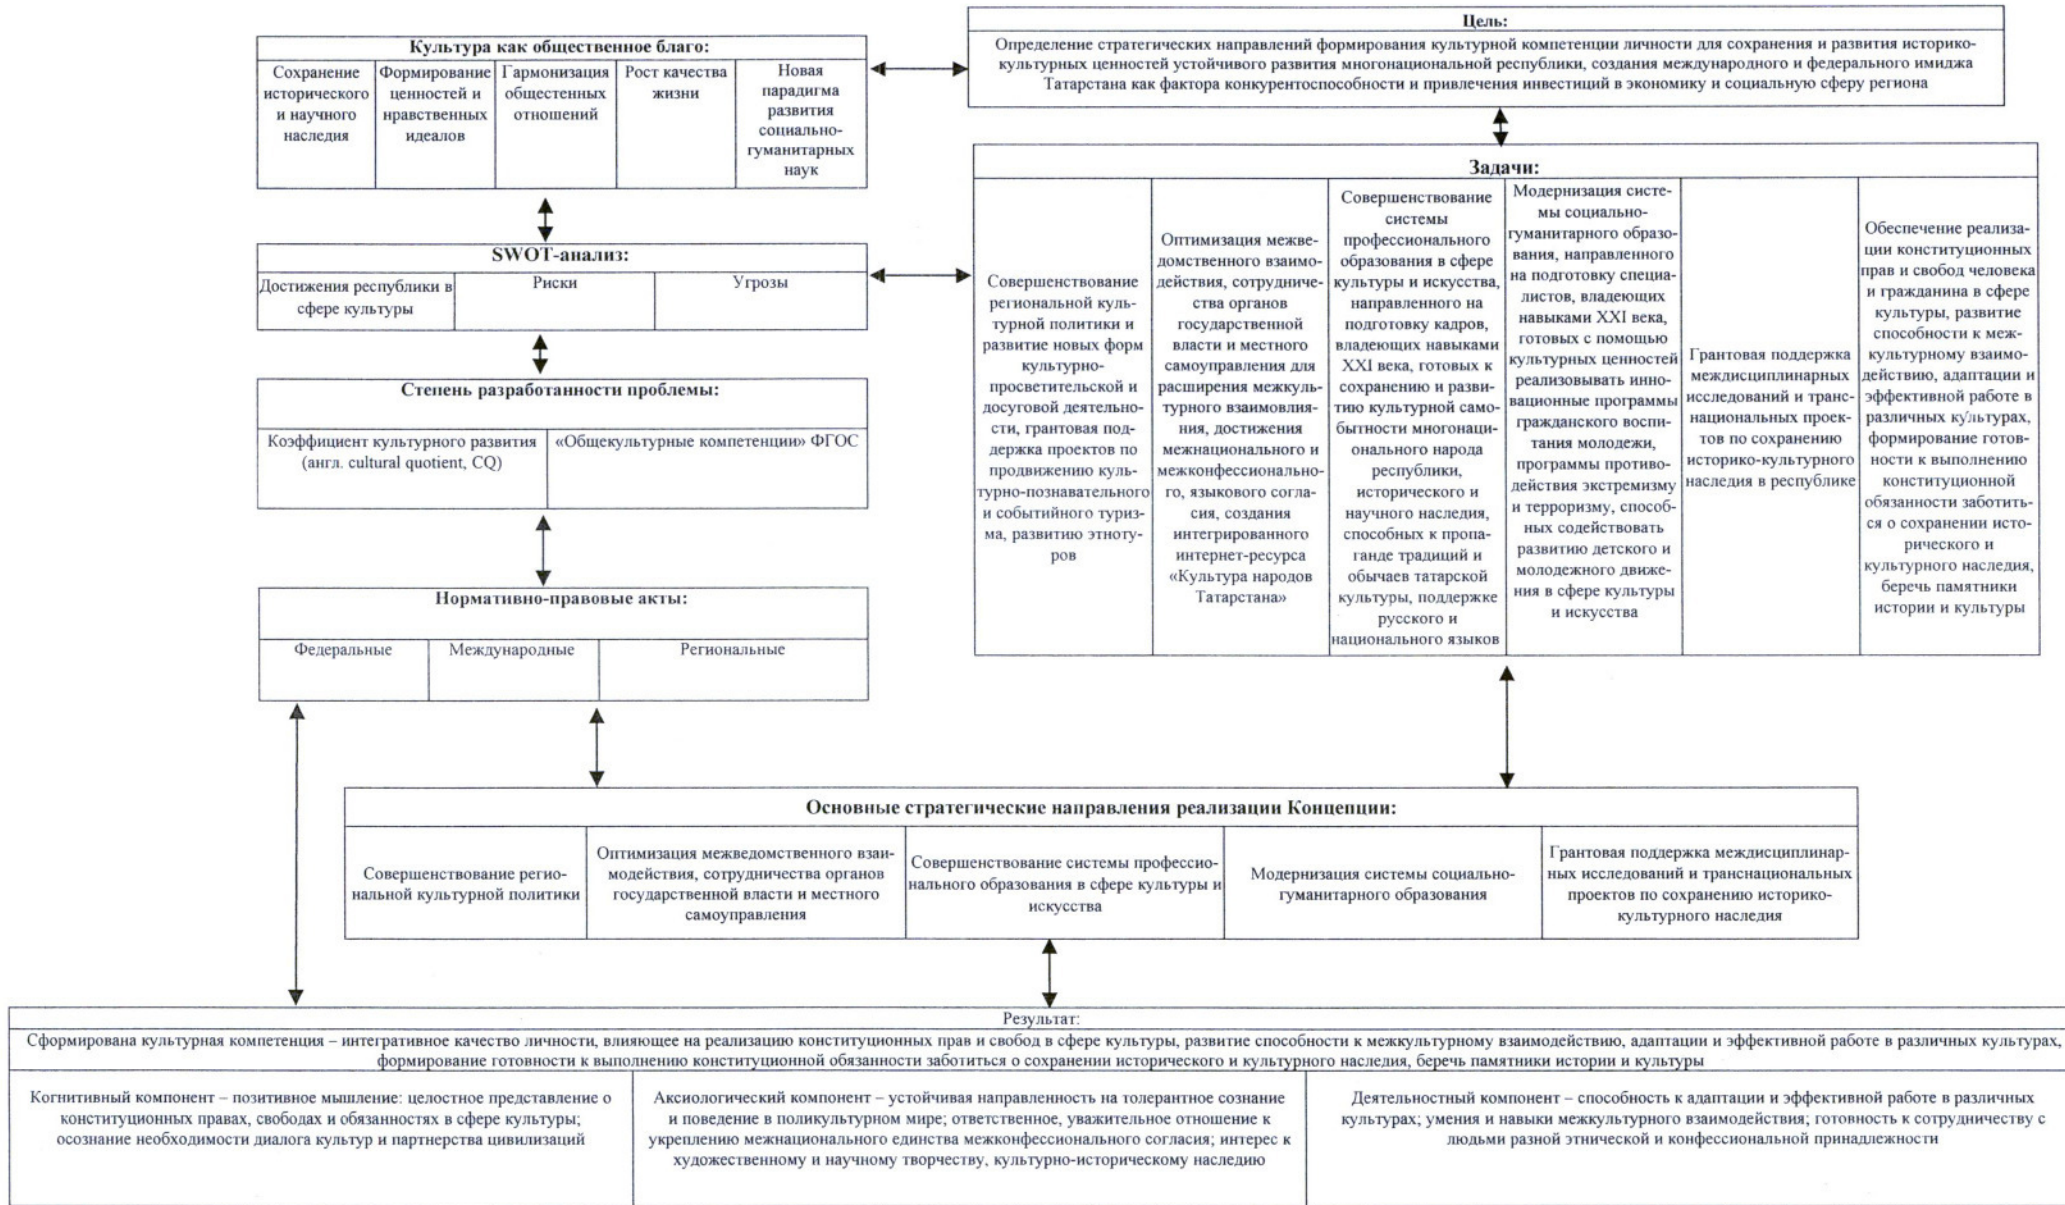 Цель:
Определение стратегических направлений формирования культурной компетенции личности для сохранения и развития историко-
культурных ценностей устойчивого развития многонациональной республики, создания международного и федерального имиджа
Татарстана как фактора конкурентоспособности и привлечения инвестиций в экономику и социальную сферу региона
Культура как общественное благо:
Сохранение
исторического
и научного
наследия
Формирование
ценностей и
нравственных
идеалов
Гармонизация
общестенных
отношений
Рост качества
жизни
Новая
парадигма
развития
социально-
гуманитарных
наук
SWOT-анализ:
Достижения республики в
сфере культуры
Риски
Угрозы
Степень разработанности проблемы:
Коэффициент культурного развития
(англ. cultural quotient, CQ)
«Общекультурные компетенции» ФГОС
Нормативно-правовые акты:
Федеральные
Международные
Региональные
Задачи:
Совершенствование
региональной куль-
турной политики и
развитие новых форм
культурно-
просветительской и
досуговой деятельно-
сти, грантовая под-
держка проектов по
продвижению куль-
турно-познавательного
и событийного туриз-
ма, развитию этноту-
ров
Оптимизация межве-
домственного взаимо-
действия, сотрудниче-
ства органов
государственной
власти и местного
самоуправления для
расширения межкуль-
турного взаимовлия-
ния, достижения
межнационального и
межконфессионально-
го, языкового согла-
сия, создания
интегрированного
интернет-ресурса
«Культура народов
Татарстана»
Совершенствование
системы
профессионального
образования в сфере
культуры и искусства,
направленного на
подготовку кадров,
владеющих навыками
XXI века, готовых к
сохранению и разви-
тию культурной само-
бытности многонаци-
онального народа
республики,
исторического и
научного наследия,
способных к пропа-
ганде традиций и
обычаев татарской
культуры, поддержке
русского и
национального языков
Модернизация систе-
мы социально-
гуманитарного образо-
вания, направленного
на подготовку специа-
листов, владеющих
навыками XXI века,
готовых с помощью
культурных ценностей
реализовывать инно-
вационные программы
гражданского воспи-
тания молодежи,
программы противо-
действия экстремизму
и терроризму, способ-
ных содействовать
развитию детского и
молодежного движе-
ния в сфере культуры
и искусства
Грантовая поддержка
междисциплинарных
исследований и транс-
национальных проек-
тов по сохранению
историко-культурного
наследия в республике
Обеспечение реализа-
ции конституционных
прав и свобод человека
и гражданина в сфере
культуры, развитие
способности к меж-
культурному взаимо-
действию, адаптации и
эффективной работе в
различных культурах,
формирование готов-
ности к выполнению
конституционной
обязанности заботить-
ся о сохранении исто-
рического и
культурного наследия,
беречь памятники
истории и культуры
Основные стратегические направления реализации Концепции:
Совершенствование регио-
нальной культурной политики
Оптимизация межведомственного взаи-
модействия, сотрудничества органов
государственной власти и местного
самоуправления
Совершенствование системы профессио-
нального образования в сфере культуры и
искусства
Модернизация системы социально-
гуманитарного образования
Грантовая поддержка междисциплинар-
ных исследований и транснациональных
проектов по сохранению историко-
культурного наследия
Результат:
Сформирована культурная компетенция – интегративное качество личности, влияющее на реализацию конституционных прав и свобод в сфере культуры, развитие способности к межкультурному взаимодействию, адаптации и эффективной работе в различных культурах,
формирование готовности к выполнению конституционной обязанности заботиться о сохранении исторического и культурного наследия, беречь памятники истории и культуры
Когнитивный компонент – позитивное мышление: целостное представление о
конституционных правах, свободах и обязанностях в сфере культуры;
осознание необходимости диалога культур и партнерства цивилизаций
Аксиологический компонент – устойчивая направленность на толерантное сознание
и поведение в поликультурном мире; ответственное, уважительное отношение к
укреплению межнационального единства межконфессионального согласия; интерес к
художественному и научному творчеству, культурно-историческому наследию
Деятельностный компонент – способность к адаптации и эффективной работе в различных
культурах; умения и навыки межкультурного взаимодействия; готовность к сотрудничеству с
людьми разной этнической и конфессиональной принадлежности